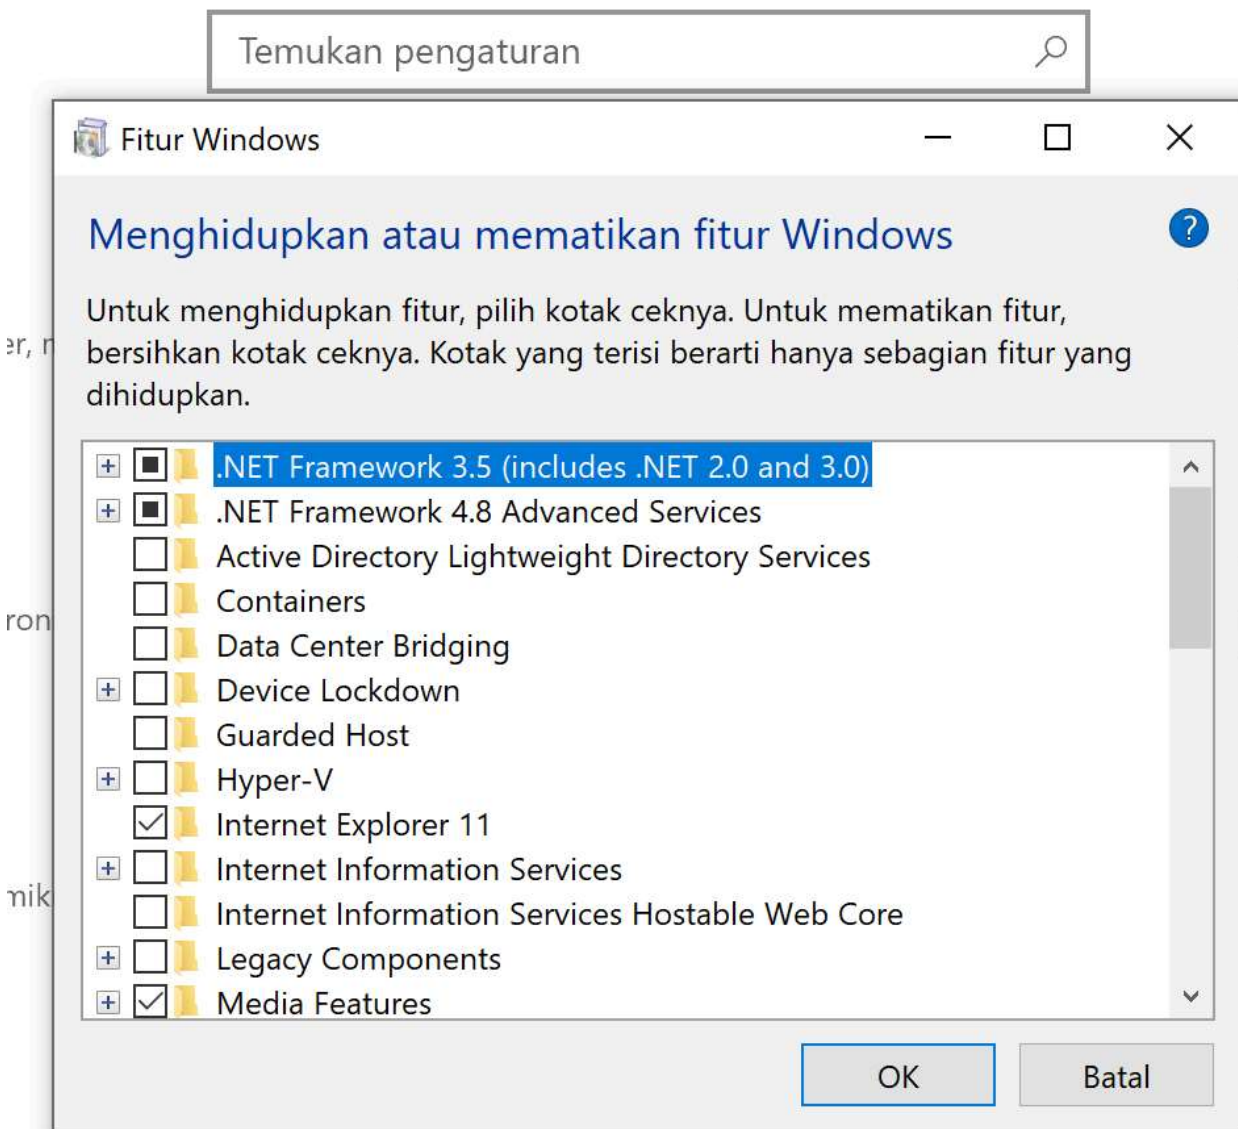 Temukan pengaturan
Fitur Windows
Menghidupkan atau mematikan fitur Windows
Untuk menghidupkan fitur, pilih kotak ceknya. Untuk mematikan fitur,
bersihkan kotak ceknya. Kotak yang terisi berarti hanya sebagian fitur yang
dihidupkan.
.NET Framework 3.5 (includes .NET 2.0 and 3.0)
.NET Framework 4.8 Advanced Services
Active Directory Lightweight Directory Services
Containers
Data Center Bridging
Device Lockdown
Guarded Host
Hyper-V
Internet Explorer 11
Internet Information Services
Internet Information Services Hostable Web Core
Legacy Components
Media Features
OK
Batal